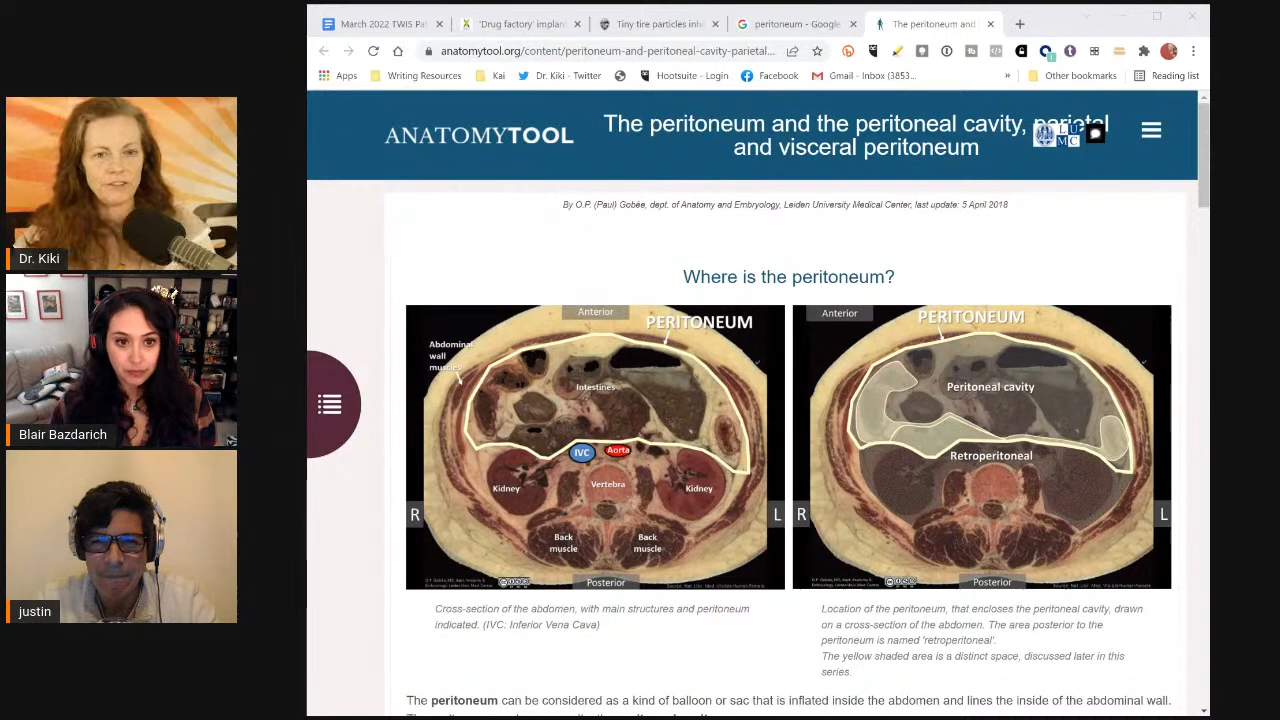 March 2022 TWIS Pa
'Drug factory' implan
Tiny tire particles inh
peritoneum - Google
The peritoneum and
anatomytool.org/content/peritoneum-and-peritoneal-cavity-parietal...
Apps
Writing Resources
Kai
Dr. Kiki - Twitter
Hootsuite - Login
Facebook
Gmail - Inbox (3853...
»
Other bookmarks
Reading list
ANATOMYTOOL
The peritoneum and the peritoneal cavity, parietal
and visceral peritoneum
LU
MC
By O.P. (Paul) Gobée, dept. of Anatomy and Embryology, Leiden University Medical Center, last update: 5 April 2018
Where is the peritoneum?
Anterior
PERITONEUM
Abdominal
wall
muscles
Intestines
IVC
Aorta
Kidney
Vertebra
Kidney
R
L
Back
muscle
Back
muscle
Posterior
Anterior
PERITONEUM
Peritoneal cavity
Retroperitoneal
R
L
Posterior
Cross-section of the abdomen, with main structures and peritoneum
indicated. (IVC: Inferior Vena Cava)
Location of the peritoneum, that encloses the peritoneal cavity, drawn
on a cross-section of the abdomen. The area posterior to the
peritoneum is named 'retroperitoneal'.
The yellow shaded area is a distinct space, discussed later in this
series.
The peritoneum can be considered as a kind of balloon or sac that is inflated inside the abdomen and lines the inside of the abdominal wall.
Dr. Kiki
Blair Bazdarich
justin